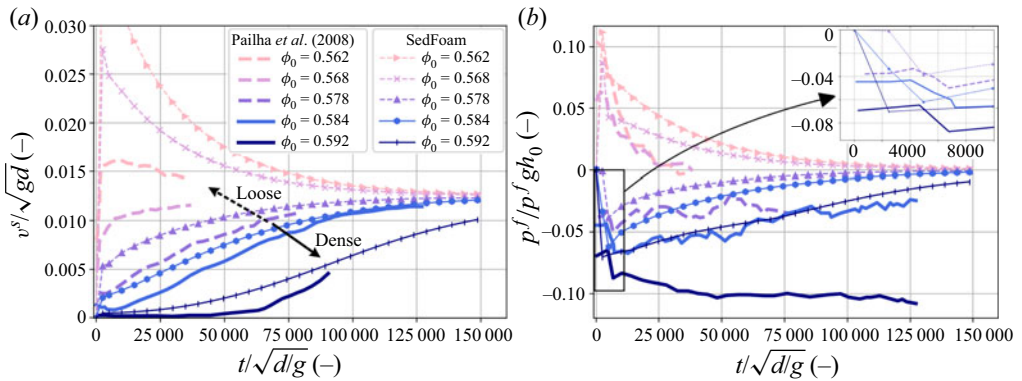 (a)
0.030
0.025
0.020
0.015
0.010
0.005
0
v^s/√gd (–)
Pailha et al. (2008)
ϕ0 = 0.562
ϕ0 = 0.568
ϕ0 = 0.578
ϕ0 = 0.584
ϕ0 = 0.592
SedFoam
ϕ0 = 0.562
ϕ0 = 0.568
ϕ0 = 0.578
ϕ0 = 0.584
ϕ0 = 0.592
Loose
Dense
0 25 000 50 000 75 000 100 000 125 000 150 000
t/√d/g (–)
(b)
0.10
0.05
0
–0.05
–0.10
p^f/ρ^f gh0 (–)
0
–0.04
–0.08
0 40000 80000
0 25 000 50 000 75 000 100 000 125 000 150 000
t/√d/g (–)